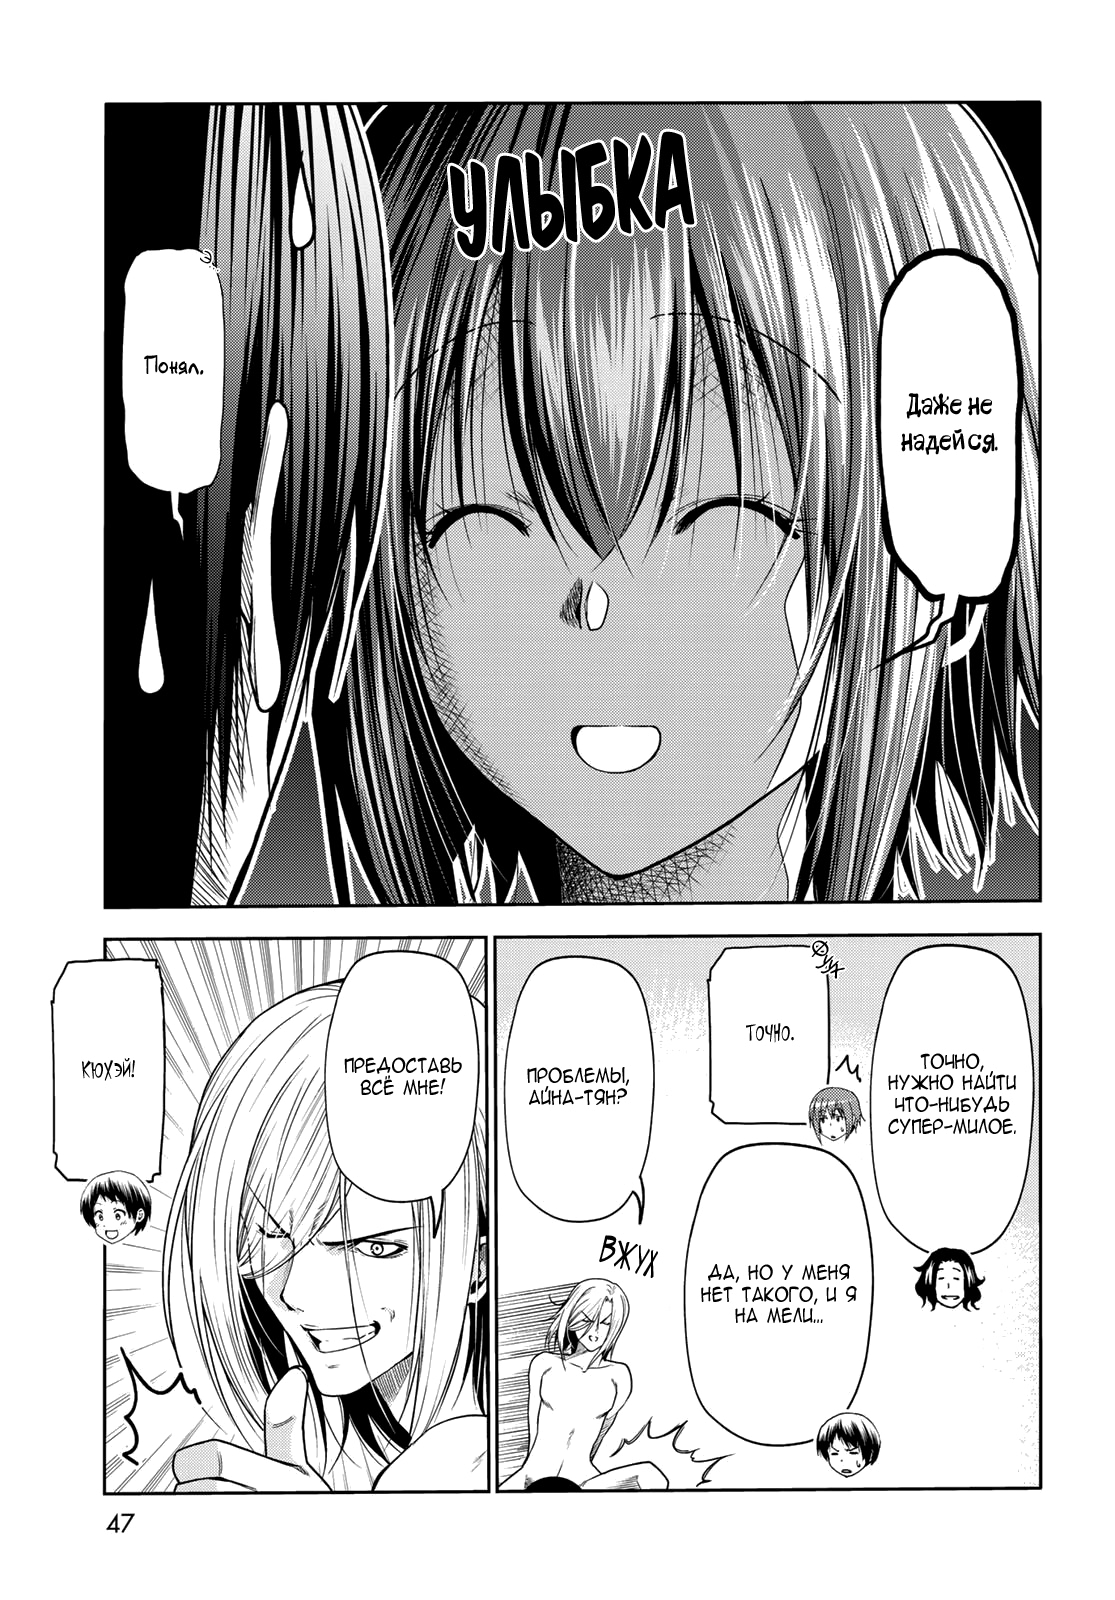 УЛЫБКА
Даже не
надейся.
Э..
Понял.
ТОЧНО,
НУЖНО НАЙТИ
ЧТО-НИБУДЬ
СУПЕР-МИЛОЕ.
ФУХ
ТОЧНО.
ДА, НО У МЕНЯ
НЕТ ТАКОГО, И Я
НА МЕЛИ...
ПРОБЛЕМЫ,
АЙНА-ТЯН?
ВЖУХ
ПРЕДОСТАВЬ
ВСЁ МНЕ!
КЮХЭЙ!
47